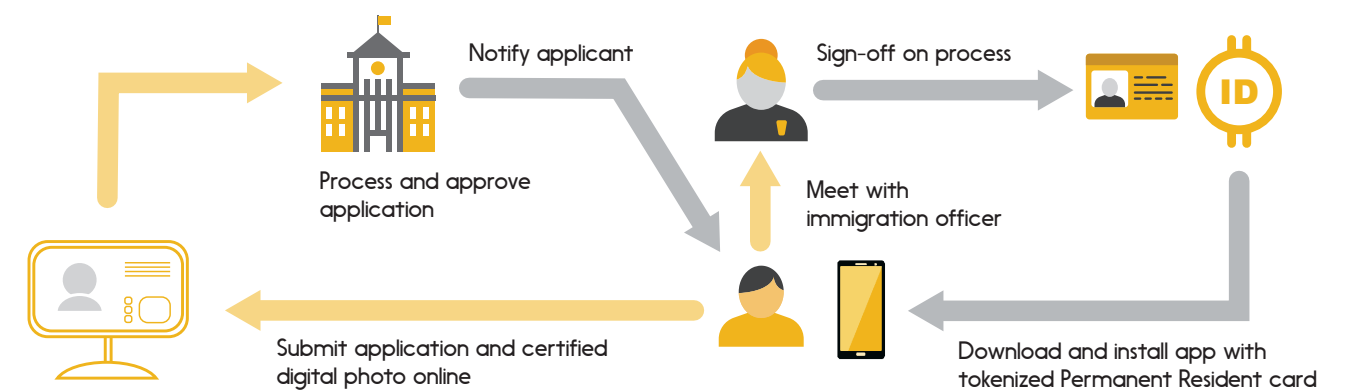 Notify applicant
Sign-off on process
ID
Process and approve
application
Meet with
immigration officer
Submit application and certified
digital photo online
Download and install app with
tokenized Permanent Resident card